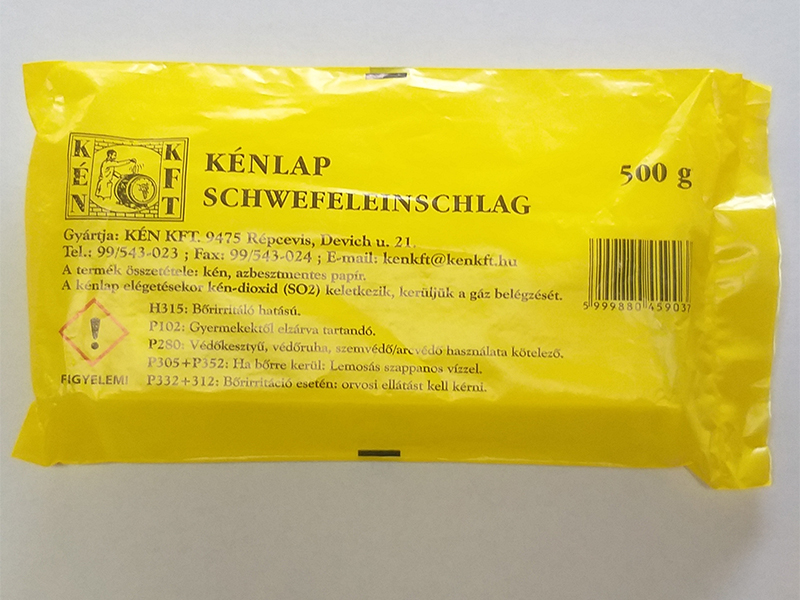 KÉN KFT
KÉNLAP
SCHWEFELEINSCHLAG
500 g
Gyártja: KÉN KFT. 9475 Répcevis, Devich u. 21.
Tel.: 99/543-023 ; Fax: 99/543-024 ; E-mail: kenkft@kenkft.hu
A termék összetétele: kén, azbesztmentes papír.
A kénlap elégetésekor kén-dioxid (SO2) keletkezik, kerüljük a gáz belégzését.
5 999880 459037
H315: Bőrirritáló hatású.
P102: Gyermekektől elzárva tartandó.
P280: Védőkesztyű, védőruha, szemvédő/arcvédő használata kötelező.
P305+P352: Ha bőrre kerül: Lemosás szappanos vízzel.
P332+312: Bőrirritáció esetén: orvosi ellátást kell kérni.
FIGYELEM!